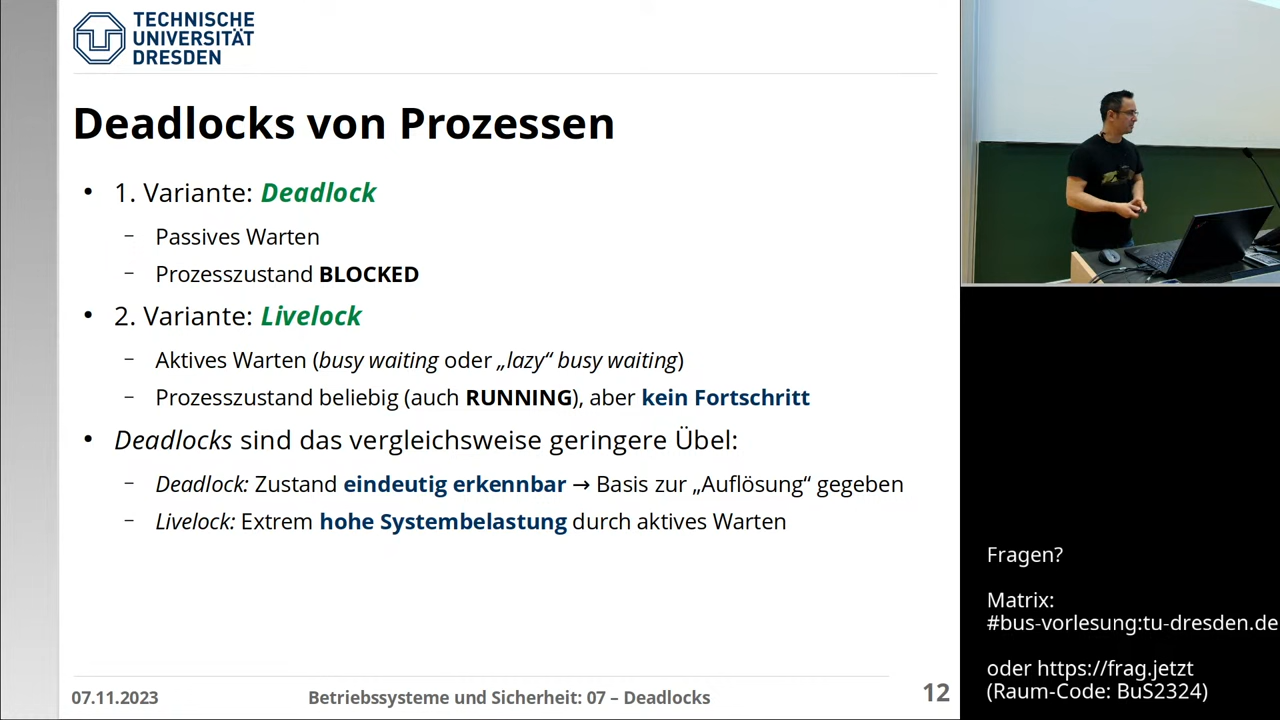 TECHNISCHE
UNIVERSITÄT
DRESDEN
Deadlocks von Prozessen
• 1. Variante: Deadlock
– Passives Warten
– Prozesszustand BLOCKED
• 2. Variante: Livelock
– Aktives Warten (busy waiting oder „lazy“ busy waiting)
– Prozesszustand beliebig (auch RUNNING), aber kein Fortschritt
• Deadlocks sind das vergleichsweise geringere Übel:
– Deadlock: Zustand eindeutig erkennbar → Basis zur „Auflösung“ gegeben
– Livelock: Extrem hohe Systembelastung durch aktives Warten
07.11.2023
Betriebssysteme und Sicherheit: 07 – Deadlocks
12
Fragen?
Matrix:
#bus-vorlesung:tu-dresden.de
oder https://frag.jetzt
(Raum-Code: BuS2324)